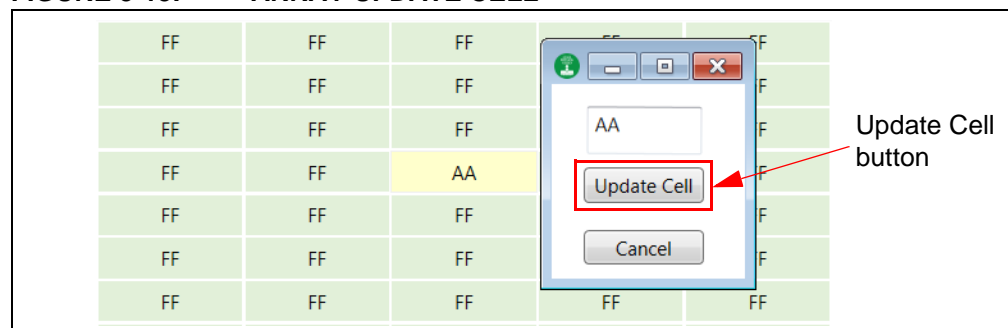 FF FF FF FF
FF FF FF
FF FF FF AA
FF FF AA Update Cell
Update Cell button
FF FF FF
FF FF FF Cancel
FF FF FF FF FF